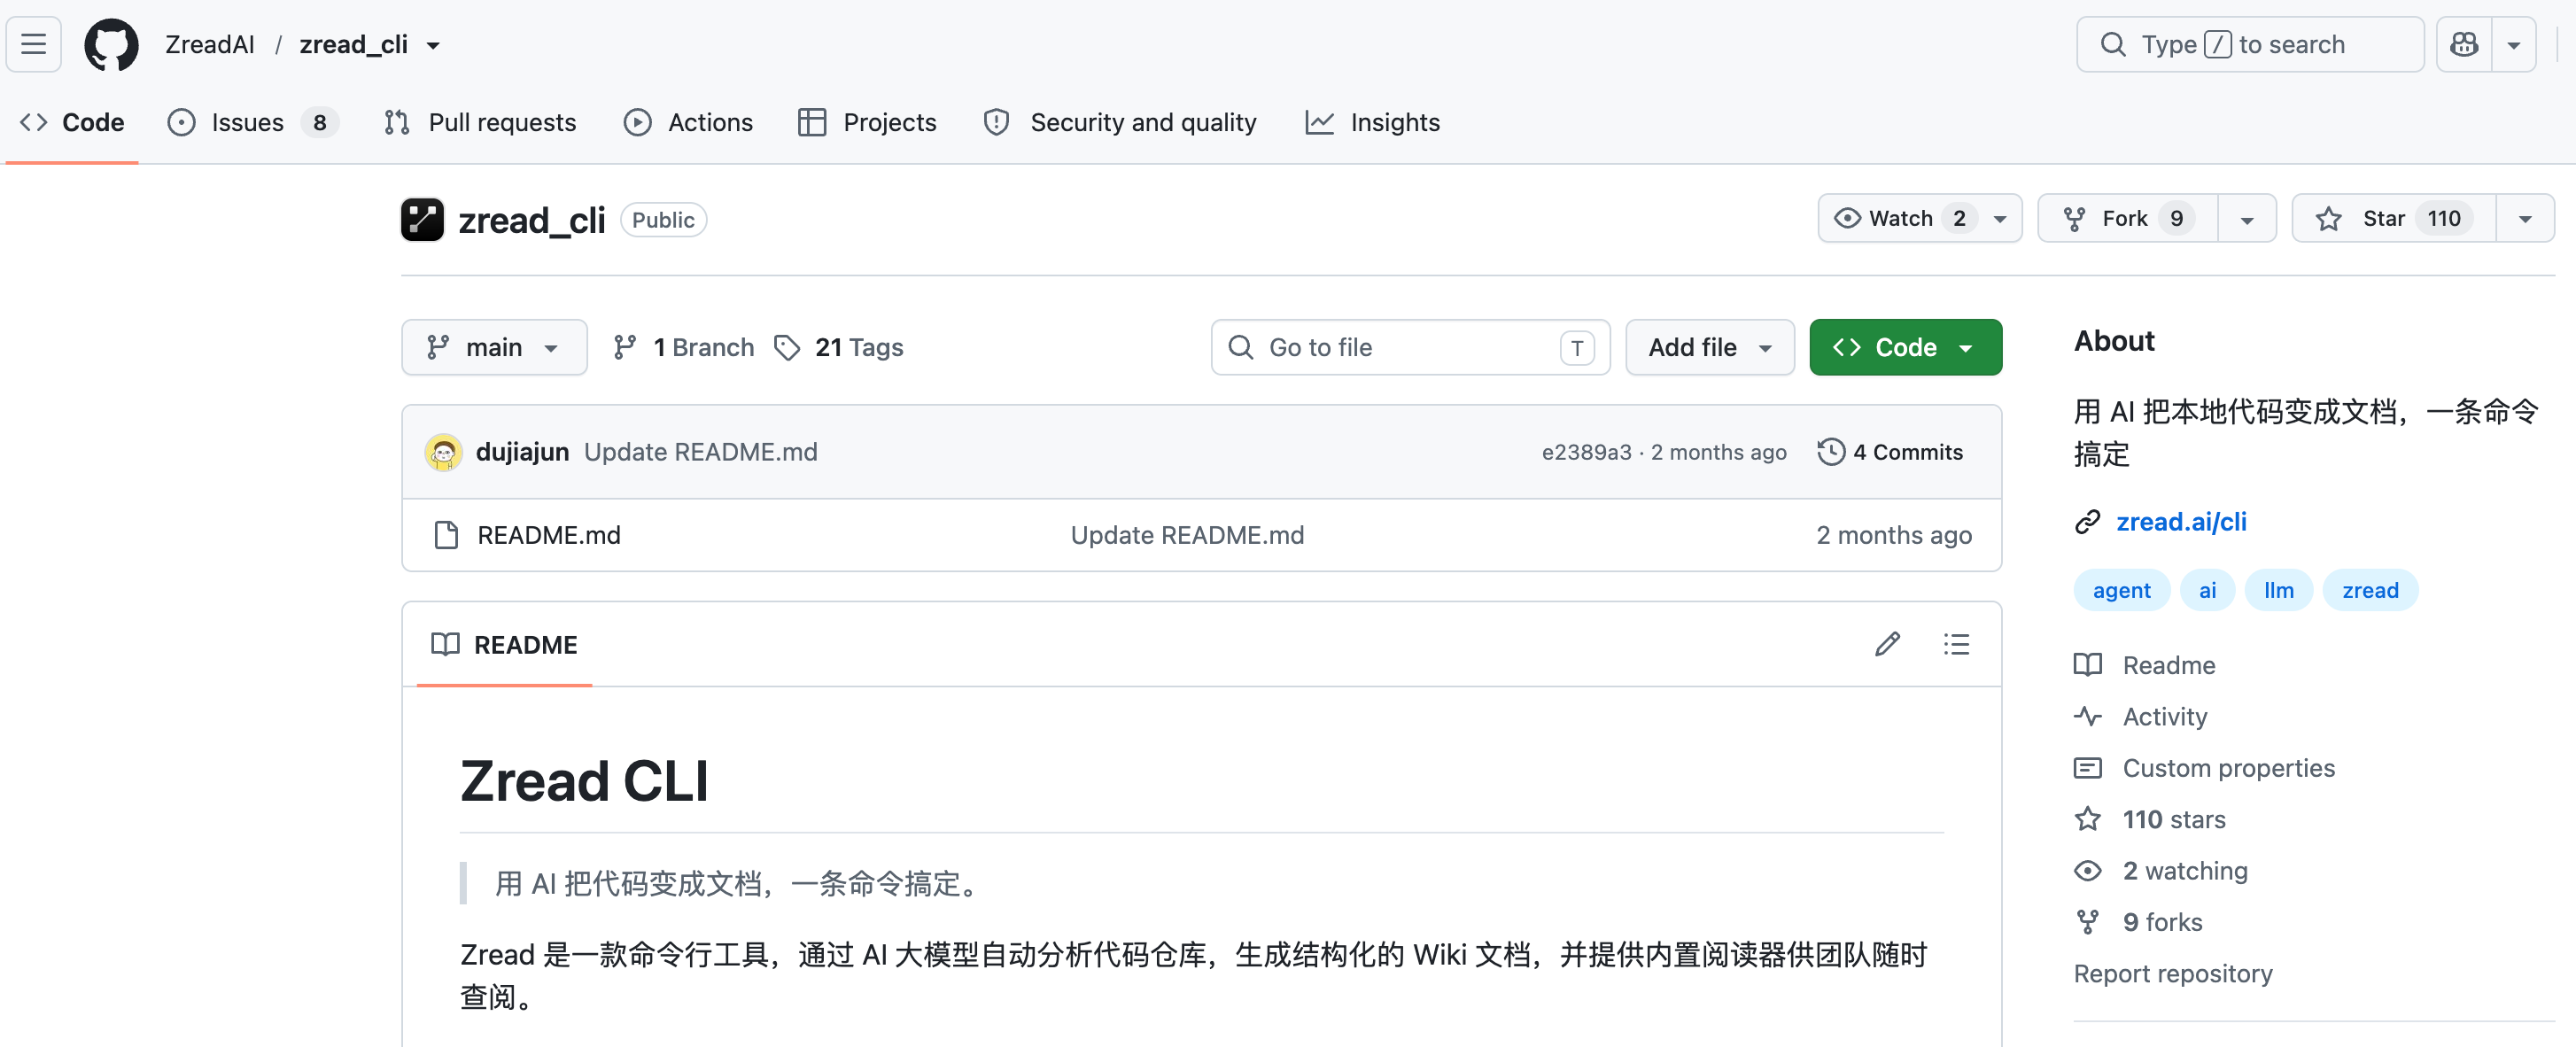 ZreadAI / zread_cli
Type / to search
Code
Issues 8
Pull requests
Actions
Projects
Security and quality
Insights
zread_cli Public
Watch 2
Fork 9
Star 110
main
1 Branch
21 Tags
Go to file T
Add file
Code
dujiajun Update README.md
e2389a3 · 2 months ago
4 Commits
README.md
Update README.md
2 months ago
README
Zread CLI
用 AI 把代码变成文档，一条命令搞定。
Zread 是一款命令行工具，通过 AI 大模型自动分析代码仓库，生成结构化的 Wiki 文档，并提供内置阅读器供团队随时
查阅。
About
用 AI 把本地代码变成文档，一条命令
搞定
zread.ai/cli
agent ai llm zread
Readme
Activity
Custom properties
110 stars
2 watching
9 forks
Report repository